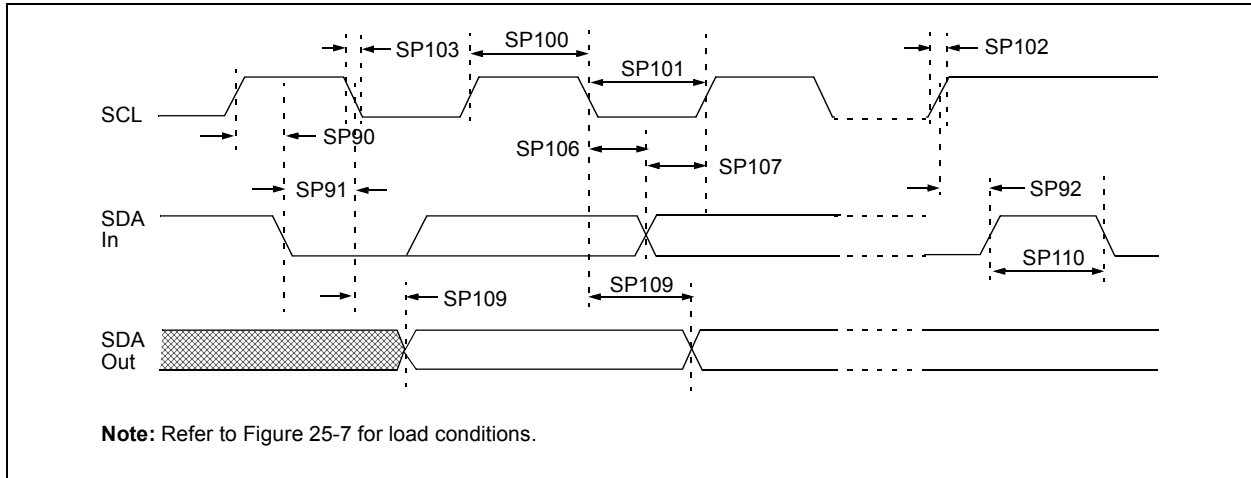 SP103
SP100
SP102
SP101
SCL
SP90
SP106
SP107
SP91
SP92
SDA
In
SP110
SP109
SP109
SDA
Out
Note: Refer to Figure 25-7 for load conditions.